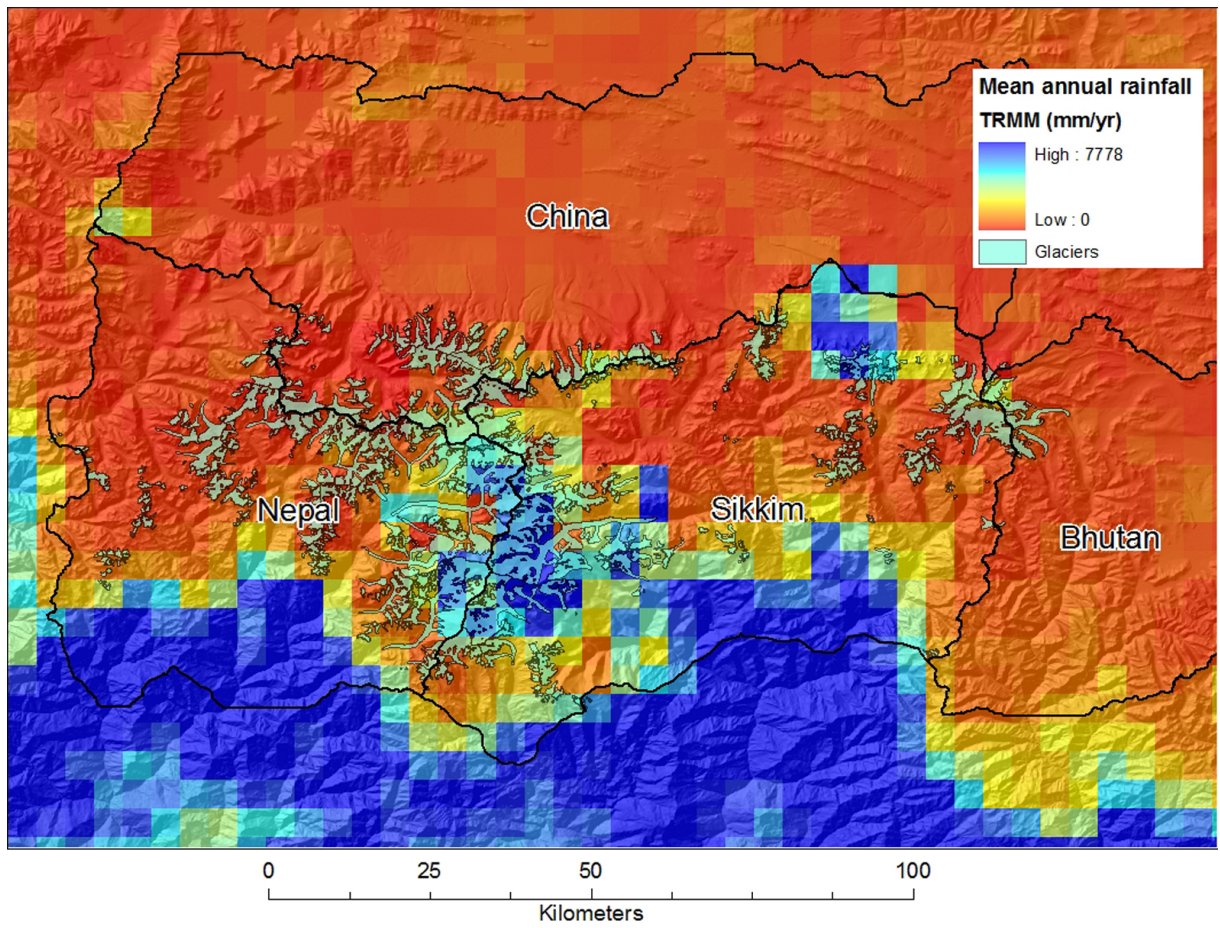 Mean annual rainfall
TRMM (mm/yr)
High : 7778
Low : 0
Glaciers
China
Nepal
Sikkim
Bhutan
0 25 50 100
Kilometers